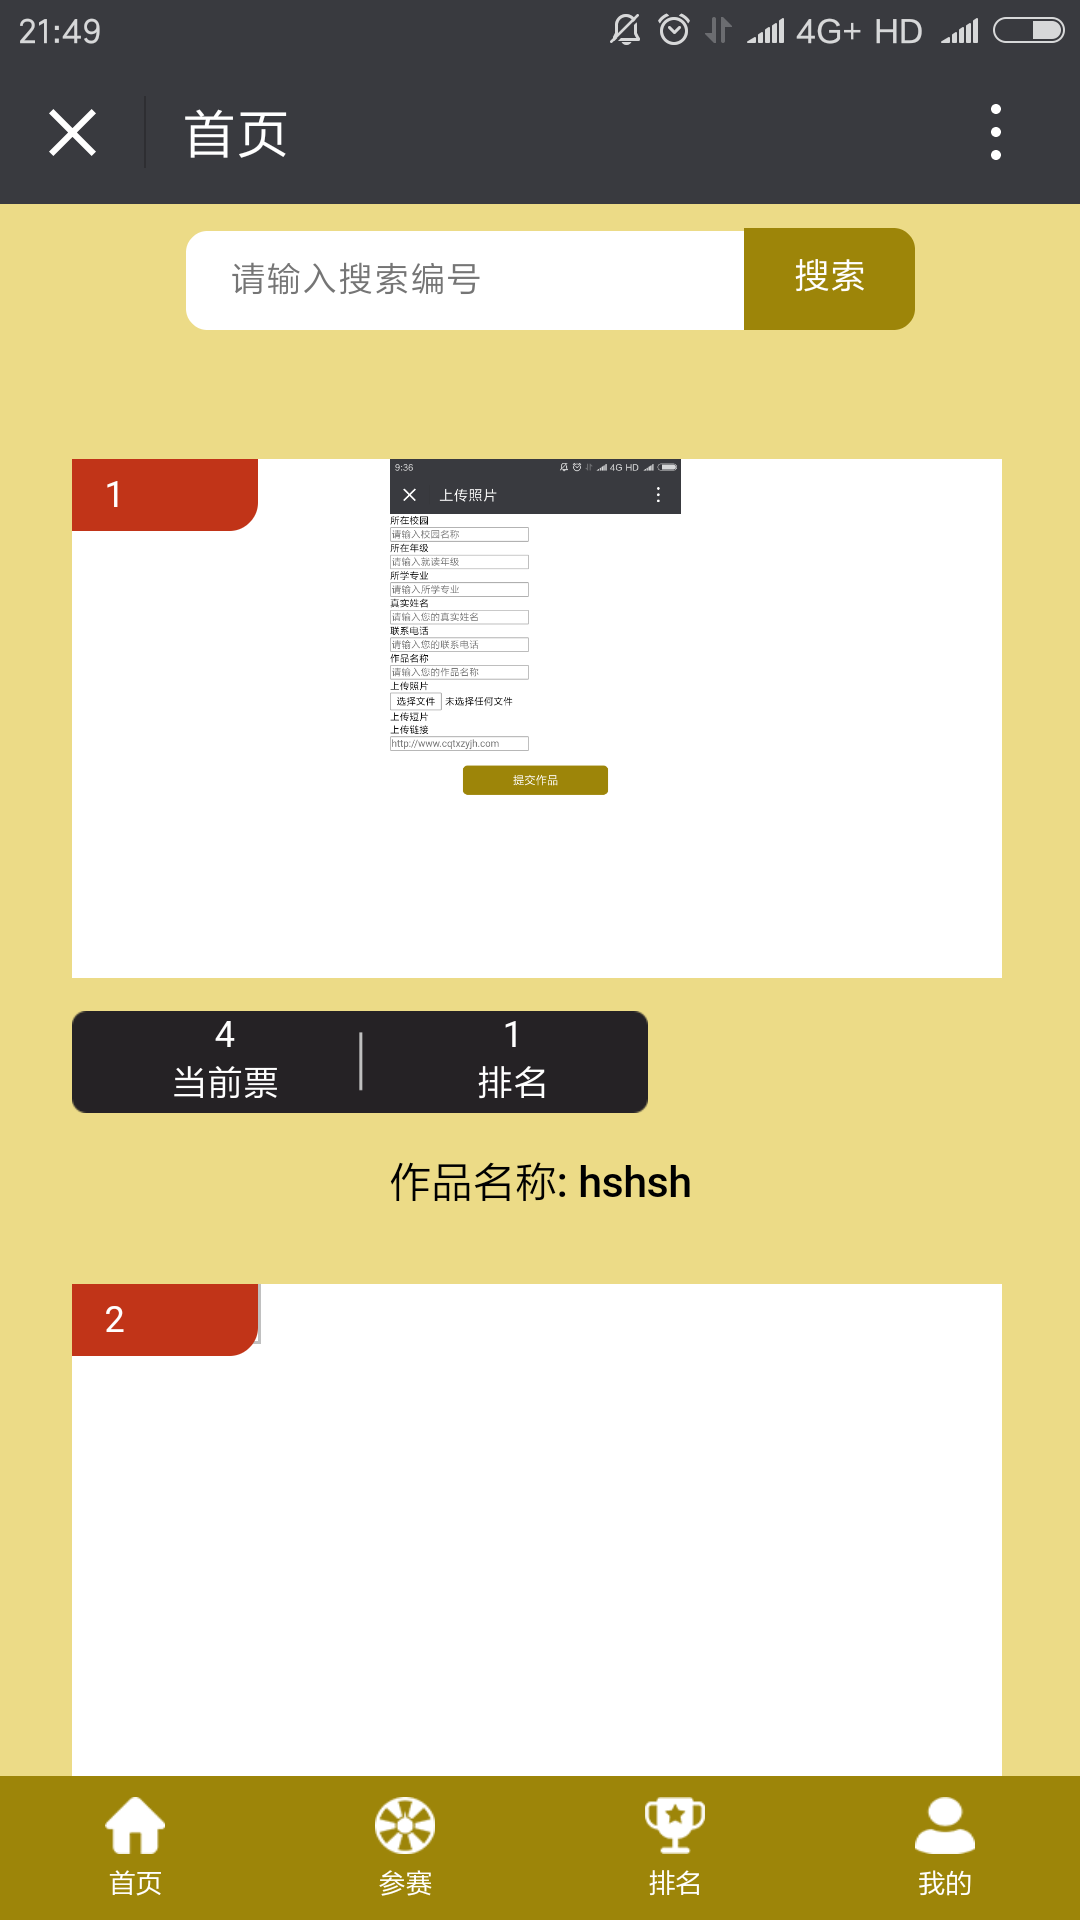 21:49
4G+ HD
首页
请输入搜索编号
搜索
1
9:36
4G HD
上传照片
所在校园
请输入校园名称
所在年级
请输入就读年级
所学专业
请输入所学专业
真实姓名
请输入您的真实姓名
联系电话
请输入您的联系电话
作品名称
请输入您的作品名称
上传照片
选择文件 未选择任何文件
上传短片
上传链接
http://www.cqtxzyjh.com
提交作品
4
当前票
1
排名
作品名称: hshsh
2
首页
参赛
排名
我的